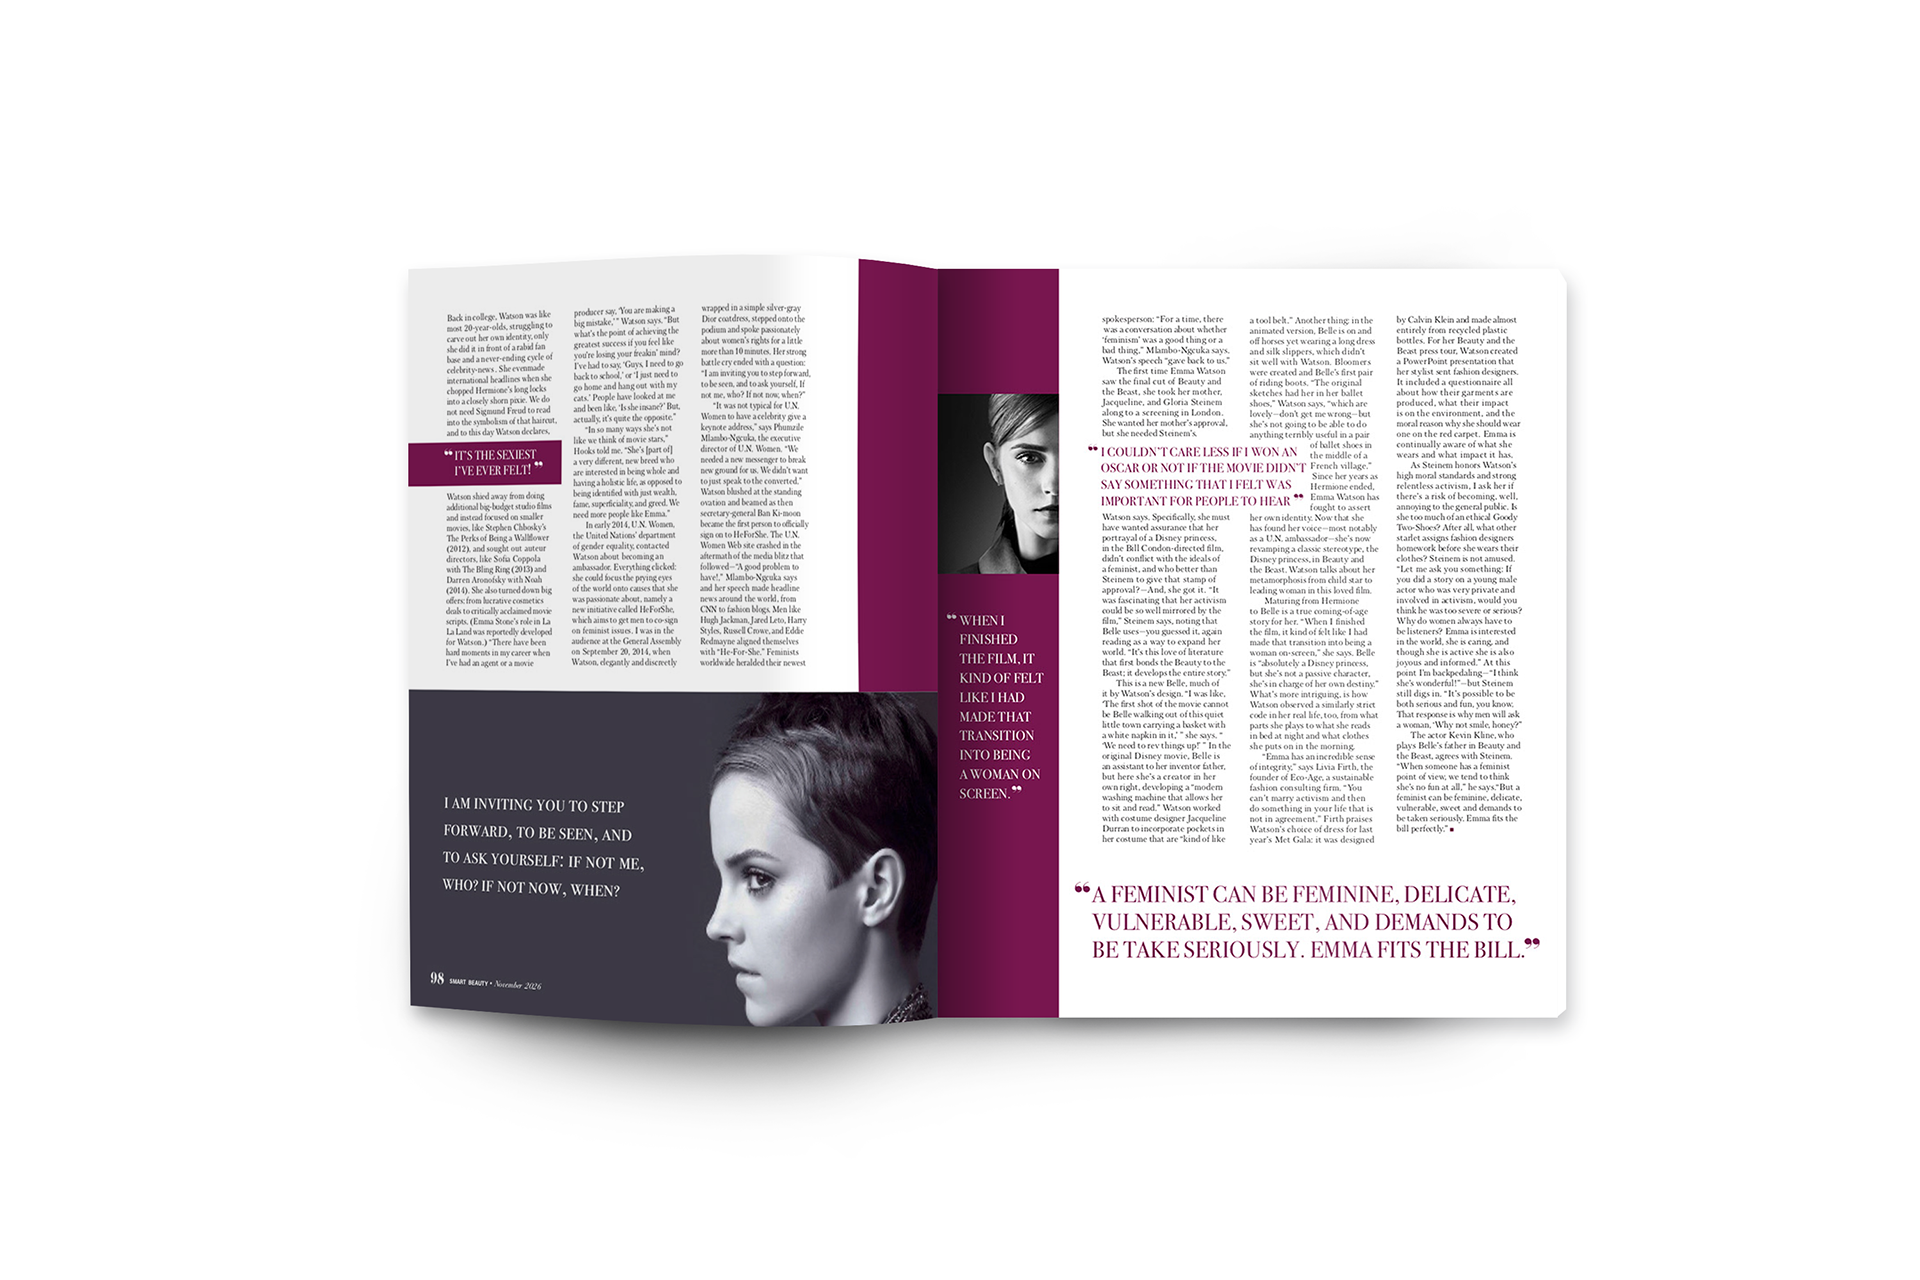 Back in college, Watson was like
most 20-year-olds, struggling to
carve out her own identity, only
she did it in front of a rabid fan
base and a never-ending cycle of
celebrity-news. She evenmade
international headlines when she
chopped Hermione's long locks
into a closely shorn pixie. We do
not need Sigmund Freud to read
into the symbolism of that haircut,
and to this day Watson declares,
“ IT'S THE SEXIEST
I'VE EVER FELT! ”
Watson shied away from doing
additional big-budget studio films
and instead focused on smaller
movies, like Stephen Chbosky's
The Perks of Being a Wallflower
(2012), and sought out auteur
directors, like Sofia Coppola
with The Bling Ring (2013) and
Darren Aronofsky with Noah
(2014). She also turned down big
offers: from lucrative cosmetics
deals to critically acclaimed movie
scripts. (Emma Stone's role in La
La Land was reportedly developed
for Watson.) “There have been
hard moments in my career when
I've had an agent or a movie
producer say, 'You are making a
big mistake,' ” Watson says. “But
what's the point of achieving the
greatest success if you feel like
you're losing your freakin' mind?
I've had to say, 'Guys, I need to go
back to school,' or 'I just need to
go home and hang out with my
cats.' People have looked at me
and been like, 'Is she insane?' But,
actually, it's quite the opposite.”
“In so many ways she's not
like we think of movie stars,”
Hooks told me. “She's [part of]
a very different, new breed who
are interested in being whole and
having a holistic life, as opposed to
being identified with just wealth,
fame, superficiality, and greed. We
need more people like Emma.”
In early 2014, U.N. Women,
the United Nations' department
of gender equality, contacted
Watson about becoming an
ambassador. Everything clicked:
she could focus the prying eyes
of the world onto causes that she
was passionate about, namely a
new initiative called HeForShe,
which aims to get men to co-sign
on feminist issues. I was in the
audience at the General Assembly
on September 20, 2014, when
Watson, elegantly and discreetly
wrapped in a simple silver-gray
Dior coatdress, stepped onto the
podium and spoke passionately
about women's rights for a little
more than 10 minutes. Her strong
battle cry ended with a question:
“I am inviting you to step forward,
to be seen, and to ask yourself, If
not me, who? If not now, when?”
“It was not typical for U.N.
Women to have a celebrity give a
keynote address,” says Phumzile
Mlambo-Ngcuka, the executive
director of U.N. Women. “We
needed a new messenger to break
new ground for us. We didn't want
to just speak to the converted.”
Watson blushed at the standing
ovation and beamed as then
secretary-general Ban Ki-moon
became the first person to officially
sign on to HeForShe. The U.N.
Women Web site crashed in the
aftermath of the media blitz that
followed—“A good problem to
have!,” Mlambo-Ngcuka says
and her speech made headline
news around the world, from
CNN to fashion blogs. Men like
Hugh Jackman, Jared Leto, Harry
Styles, Russell Crowe, and Eddie
Redmayne aligned themselves
with “He-For-She.” Feminists
worldwide heralded their newest
I AM INVITING YOU TO STEP
FORWARD, TO BE SEEN, AND
TO ASK YOURSELF: IF NOT ME,
WHO? IF NOT NOW, WHEN?
98 SMART BEAUTY • November 2026
“ WHEN I
FINISHED
THE FILM, IT
KIND OF FELT
LIKE I HAD
MADE THAT
TRANSITION
INTO BEING
A WOMAN ON
SCREEN.”
spokesperson: “For a time, there
was a conversation about whether
'feminism' was a good thing or a
bad thing,” Mlambo-Ngcuka says.
Watson's speech “gave back to us.”
The first time Emma Watson
saw the final cut of Beauty and
the Beast, she took her mother,
Jacqueline, and Gloria Steinem
along to a screening in London.
She wanted her mother's approval,
but she needed Steinem's.
“ I COULDN'T CARE LESS IF I WON AN
OSCAR OR NOT IF THE MOVIE DIDN'T
SAY SOMETHING THAT I FELT WAS
IMPORTANT FOR PEOPLE TO HEAR ”
Watson says. Specifically, she must
have wanted assurance that her
portrayal of a Disney princess,
in the Bill Condon-directed film,
didn't conflict with the ideals of
a feminist, and who better than
Steinem to give that stamp of
approval?—And, she got it. “It
was fascinating that her activism
could be so well mirrored by the
film,” Steinem says, noting that
Belle uses—you guessed it, again
reading as a way to expand her
world. “It's this love of literature
that first bonds the Beauty to the
Beast; it develops the entire story.”
This is a new Belle, much of
it by Watson's design. “I was like,
'The first shot of the movie cannot
be Belle walking out of this quiet
little town carrying a basket with
a white napkin in it,' ” she says. “
'We need to rev things up!' ” In the
original Disney movie, Belle is
an assistant to her inventor father,
but here she's a creator in her
own right, developing a “modern
washing machine that allows her
to sit and read.” Watson worked
with costume designer Jacqueline
Durran to incorporate pockets in
her costume that are “kind of like
a tool belt.” Another thing: in the
animated version, Belle is on and
off horses yet wearing a long dress
and silk slippers, which didn't
sit well with Watson. Bloomers
were created and Belle's first pair
of riding boots. “The original
sketches had her in her ballet
shoes,” Watson says, “which are
lovely—don't get me wrong—but
she's not going to be able to do
anything terribly useful in a pair
of ballet shoes in
the middle of a
French village.”
Since her years as
Hermione ended,
Emma Watson has
fought to assert
her own identity. Now that she
has found her voice—most notably
as a U.N. ambassador—she's now
revamping a classic stereotype, the
Disney princess, in Beauty and
the Beast. Watson talks about her
metamorphosis from child star to
leading woman in this loved film.
Maturing from Hermione
to Belle is a true coming-of-age
story for her. “When I finished
the film, it kind of felt like I had
made that transition into being a
woman on-screen,” she says. Belle
is “absolutely a Disney princess,
but she's not a passive character,
she's in charge of her own destiny.”
What's more intriguing, is how
Watson observed a similarly strict
code in her real life, too, from what
parts she plays to what she reads
in bed at night and what clothes
she puts on in the morning.
“Emma has an incredible sense
of integrity,” says Livia Firth, the
founder of Eco-Age, a sustainable
fashion consulting firm. “You
can't marry activism and then
do something in your life that is
not in agreement.” Firth praises
Watson's choice of dress for last
year's Met Gala: it was designed
by Calvin Klein and made almost
entirely from recycled plastic
bottles. For her Beauty and the
Beast press tour, Watson created
a PowerPoint presentation that
her stylist sent fashion designers.
It included a questionnaire all
about how their garments are
produced, what their impact
is on the environment, and the
moral reason why she should wear
one on the red carpet. Emma is
continually aware of what she
wears and what impact it has.
As Steinem honors Watson's
high moral standards and strong
relentless activism, I ask her if
there's a risk of becoming, well,
annoying to the general public. Is
she too much of an ethical Goody
Two-Shoes? After all, what other
starlet assigns fashion designers
homework before she wears their
clothes? Steinem is not amused.
“Let me ask you something: If
you did a story on a young male
actor who was very private and
involved in activism, would you
think he was too severe or serious?
Why do women always have to
be listeners? Emma is interested
in the world, she is caring, and
though she is active she is also
joyous and informed.” At this
point I'm backpedaling—“I think
she's wonderful!”—but Steinem
still digs in. “It's possible to be
both serious and fun, you know.
That response is why men will ask
a woman, 'Why not smile, honey?'”
The actor Kevin Kline, who
plays Belle's father in Beauty and
the Beast, agrees with Steinem.
“When someone has a feminist
point of view, we tend to think
she's no fun at all,” he says.“But a
feminist can be feminine, delicate,
vulnerable, sweet and demands to
be taken seriously. Emma fits the
bill perfectly.” ■
“A FEMINIST CAN BE FEMININE, DELICATE,
VULNERABLE, SWEET, AND DEMANDS TO
BE TAKE SERIOUSLY. EMMA FITS THE BILL.”